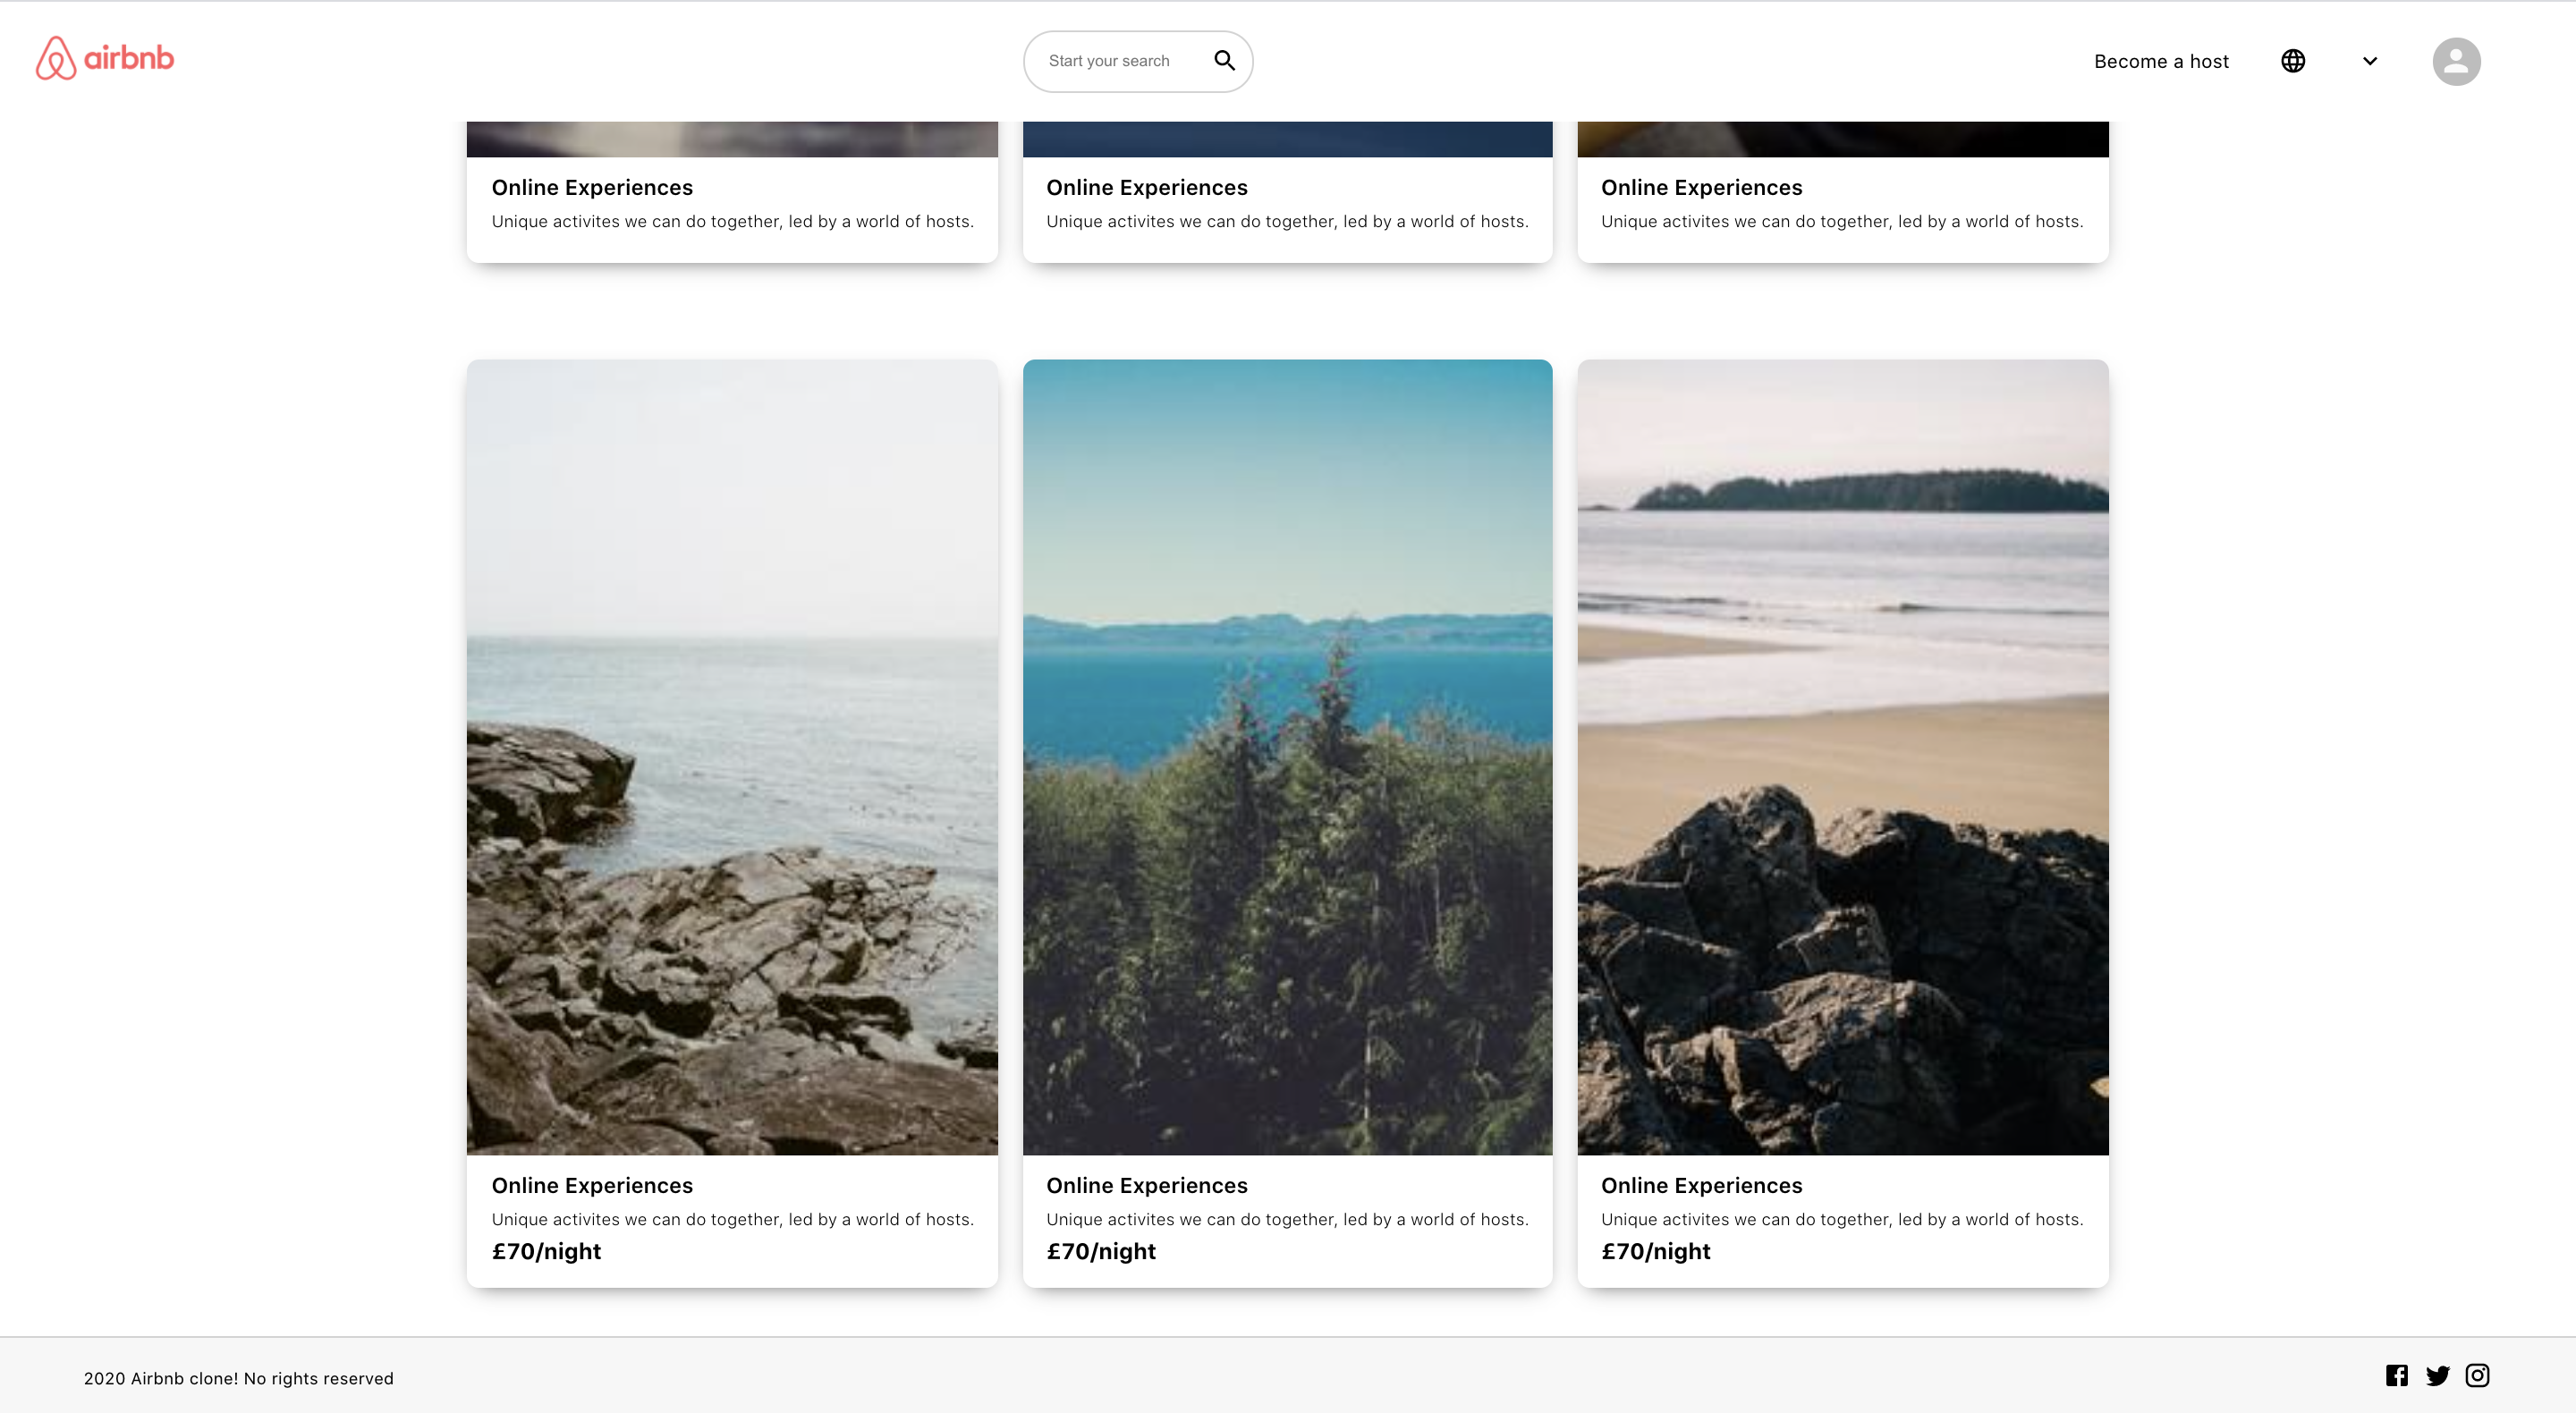 airbnb
Start your search
Become a host
Online Experiences
Unique activites we can do together, led by a world of hosts.
Online Experiences
Unique activites we can do together, led by a world of hosts.
Online Experiences
Unique activites we can do together, led by a world of hosts.
Online Experiences
Unique activites we can do together, led by a world of hosts.
£70/night
Online Experiences
Unique activites we can do together, led by a world of hosts.
£70/night
Online Experiences
Unique activites we can do together, led by a world of hosts.
£70/night
2020 Airbnb clone! No rights reserved